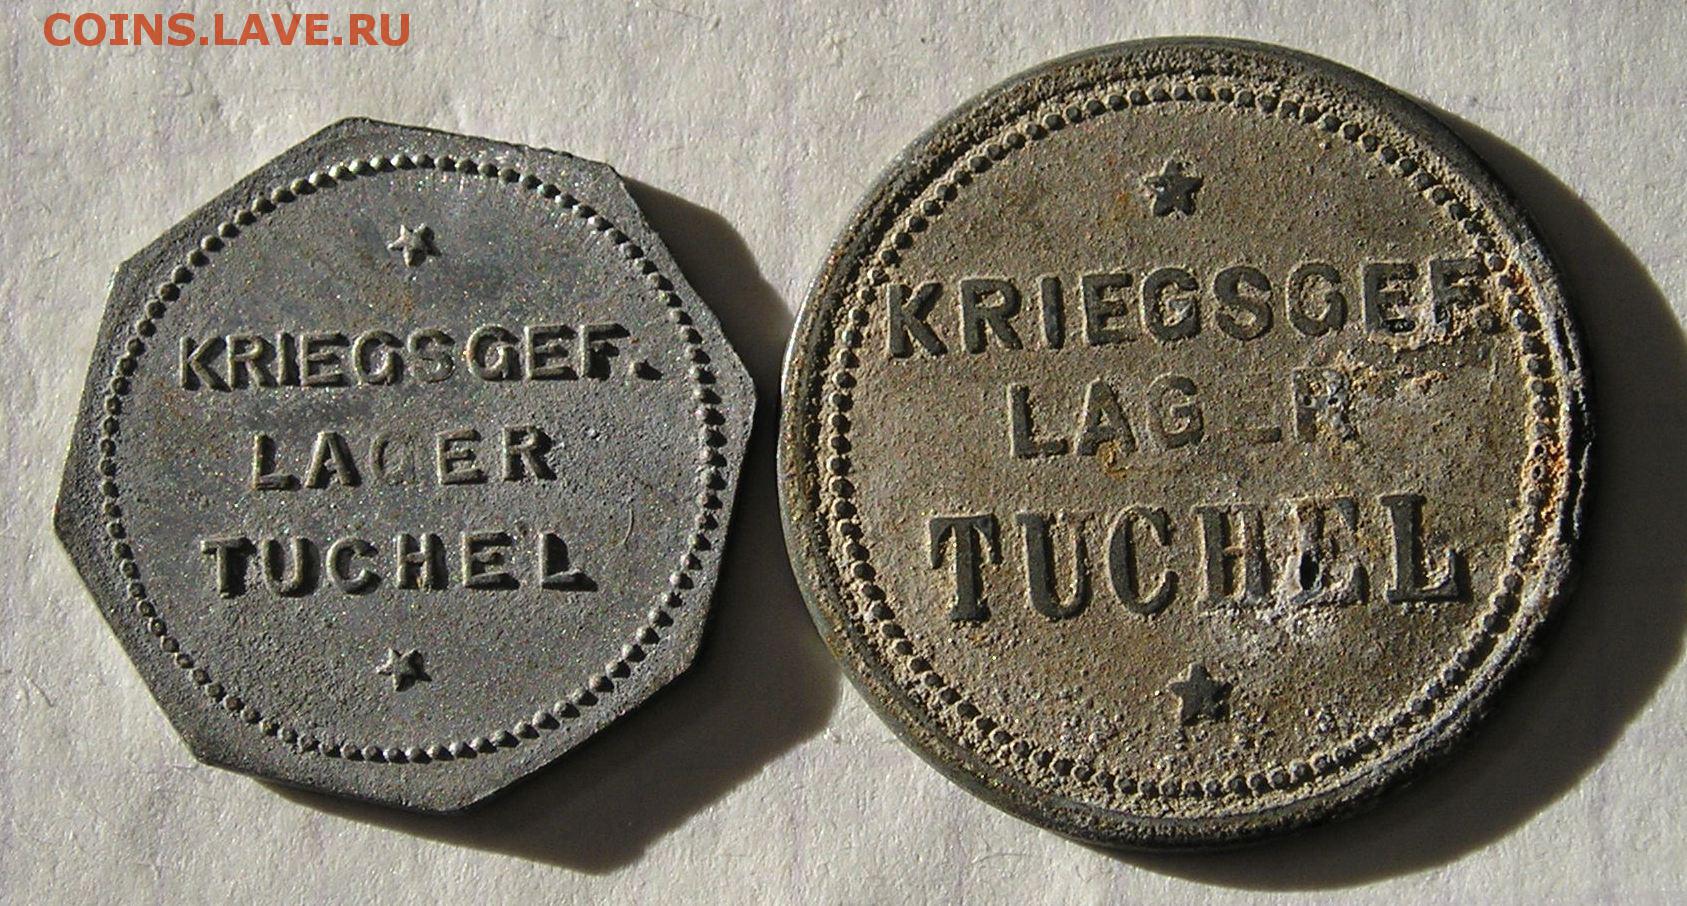 COINS.LAVE.RU
KRIEGSGEF.
LAGER
TUCHEL
KRIEGSGEF.
LAGER
TUCHEL